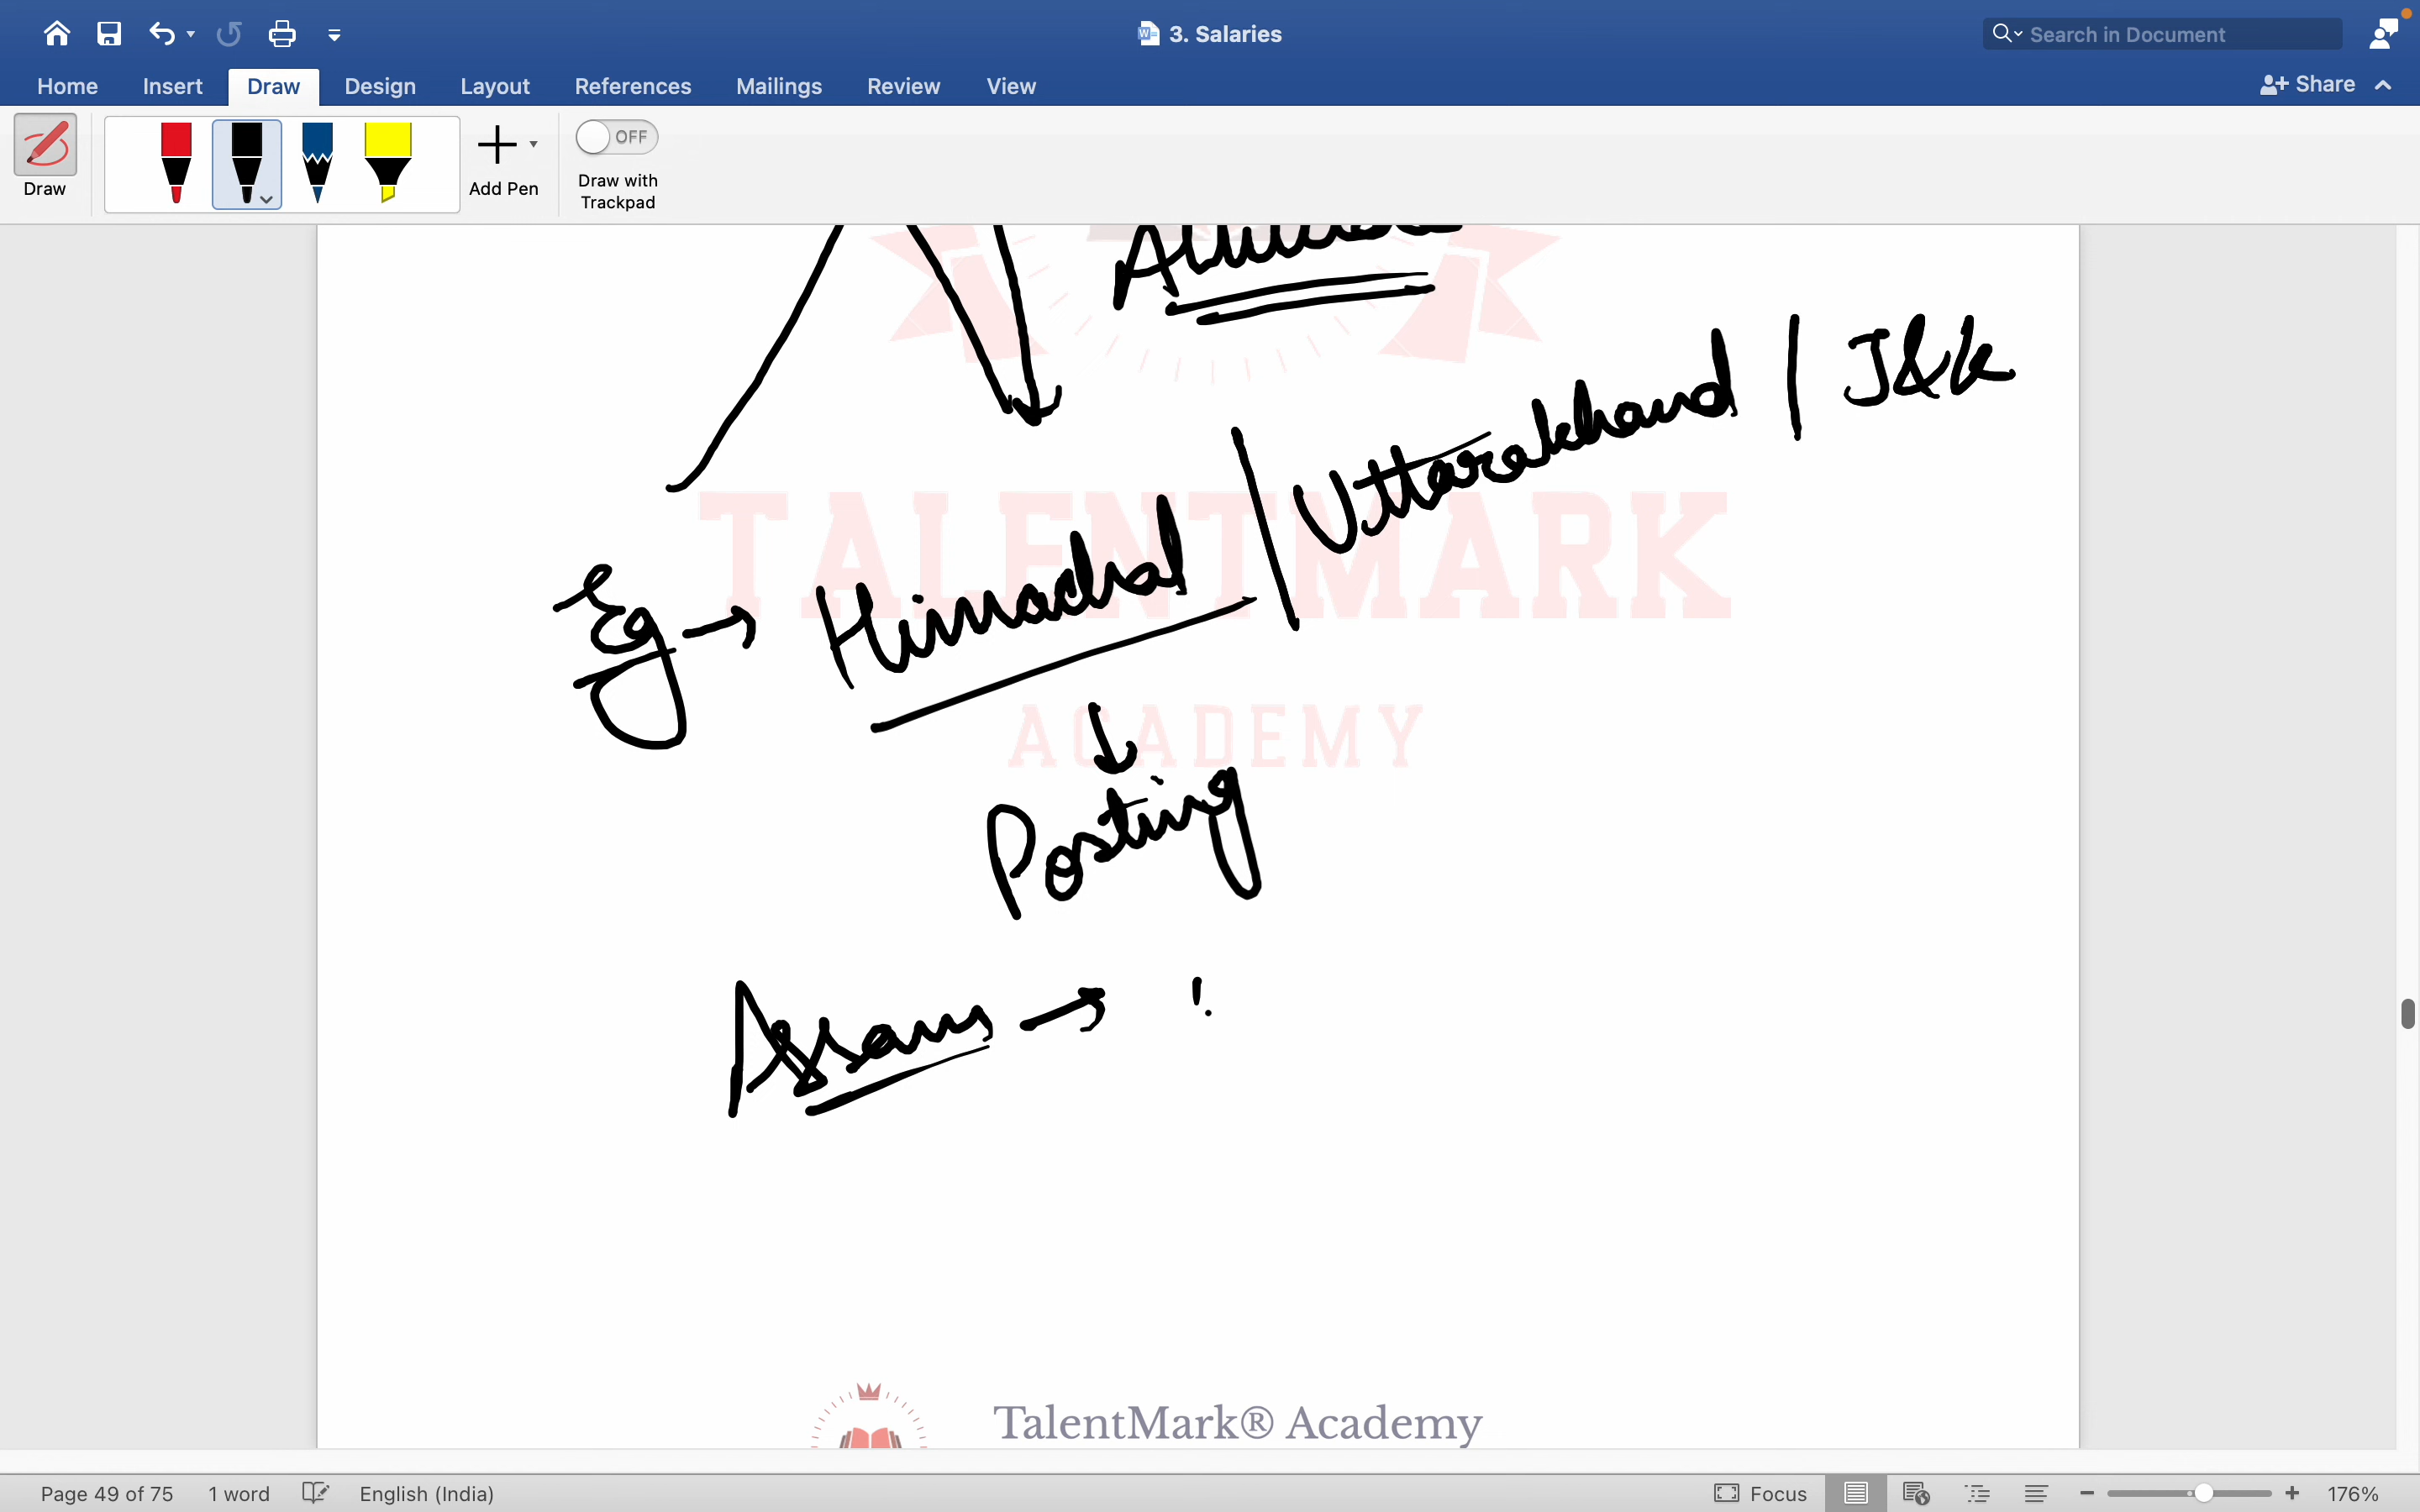 3. Salaries
Search in Document
Home Insert Draw Design Layout References Mailings Review View
Share
Draw
Add Pen
OFF
Draw with
Trackpad
Uttarakhand / J&K
TALENTMARK
Eg → Himachal /
ACADEMY
Posting
Assam →
TalentMark® Academy
Page 49 of 75 1 word English (India) Focus 176%